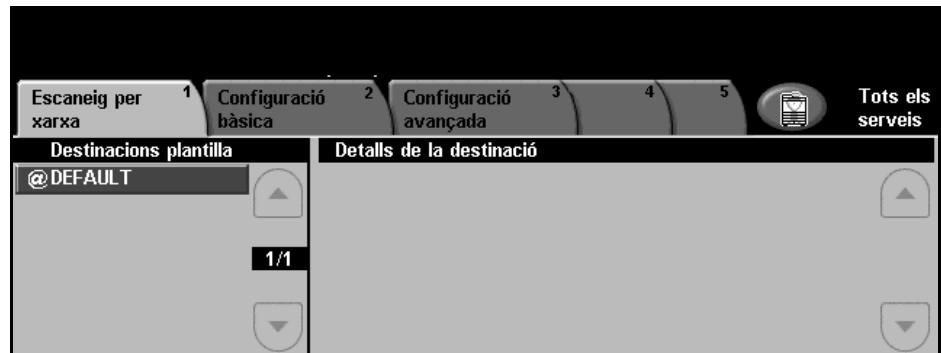 Escaneig per xarxa 1
Configuració bàsica 2
Configuració avançada 3
4
5
Tots els serveis
Destinacions plantilla
Detalls de la destinació
@DEFAULT
1/1